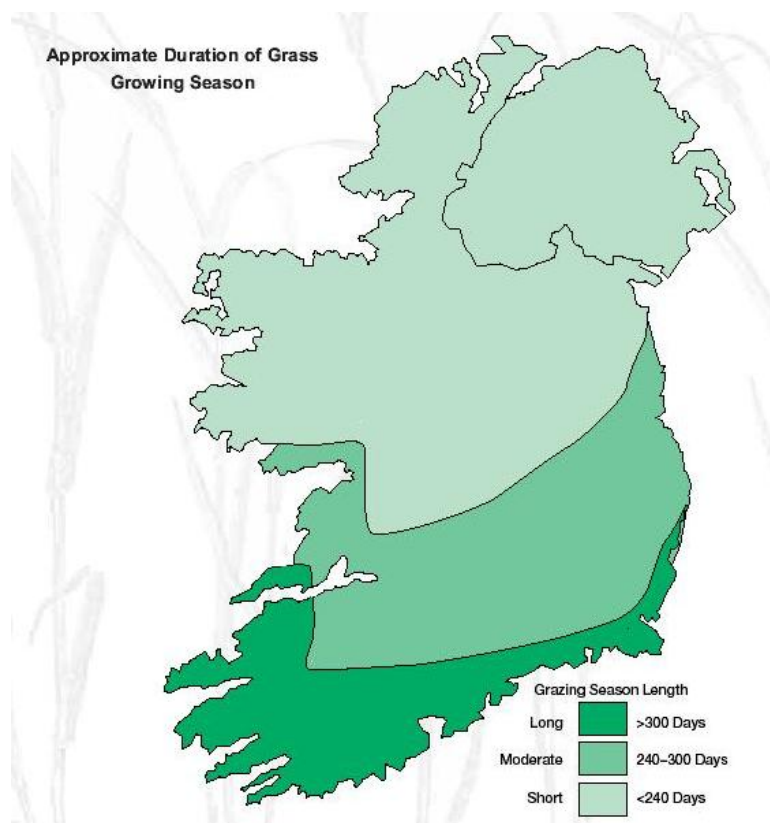 Approximate Duration of Grass
Growing Season
Grazing Season Length
Long >300 Days
Moderate 240–300 Days
Short <240 Days